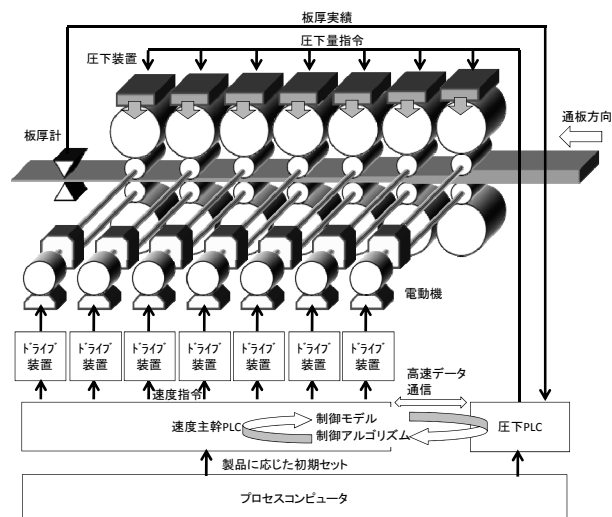 板厚実績
圧下量指令
圧下装置
板厚計
通板方向
電動機
ﾄﾞﾗｲﾌﾞ
装置
ﾄﾞﾗｲﾌﾞ
装置
ﾄﾞﾗｲﾌﾞ
装置
ﾄﾞﾗｲﾌﾞ
装置
ﾄﾞﾗｲﾌﾞ
装置
ﾄﾞﾗｲﾌﾞ
装置
ﾄﾞﾗｲﾌﾞ
装置
速度指令
高速データ
通信
速度主幹PLC
制御モデル
制御アルゴリズム
圧下PLC
製品に応じた初期セット
プロセスコンピュータ